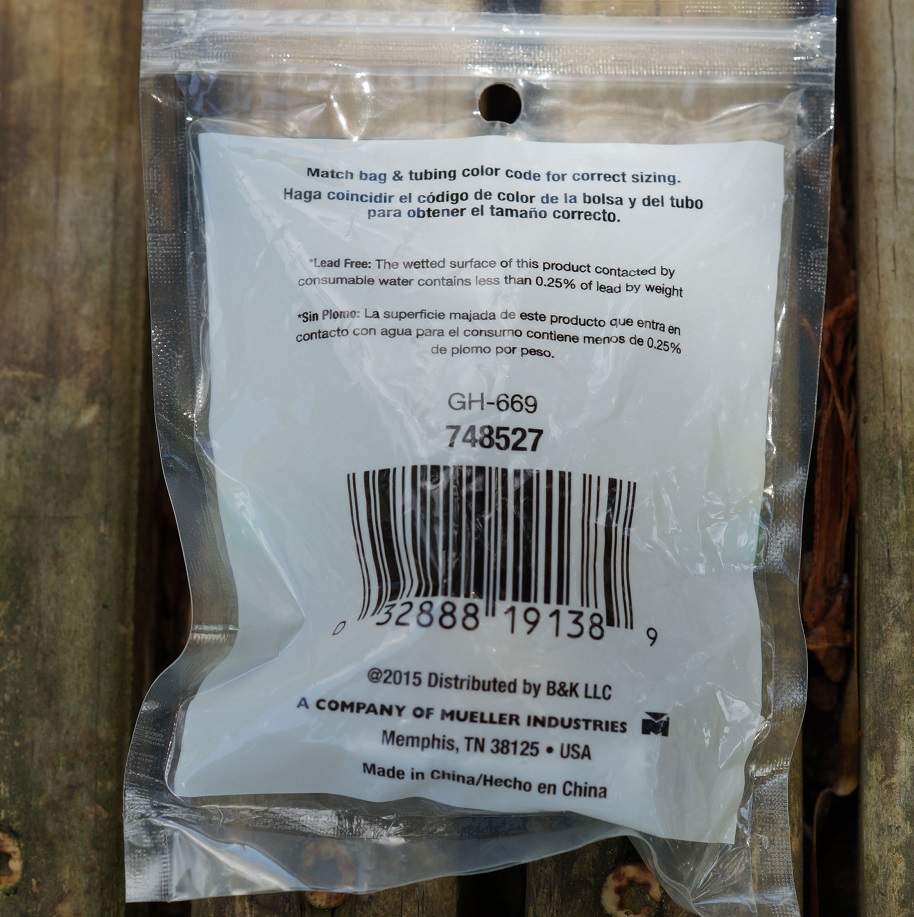 Match bag & tubing color code for correct sizing.
Haga coincidir el código de color de la bolsa y del tubo
para obtener el tamaño correcto.
*Lead Free: The wetted surface of this product contacted by
consumable water contains less than 0.25% of lead by weight
*Sin Plomo: La superficie majada de este producto que entra en
contacto con agua para el consumo contiene menos de 0.25%
de plomo por peso.
GH-669
748527
0 32888 19138 9
@2015 Distributed by B&K LLC
A COMPANY OF MUELLER INDUSTRIES
Memphis, TN 38125 • USA
Made in China/Hecho en China